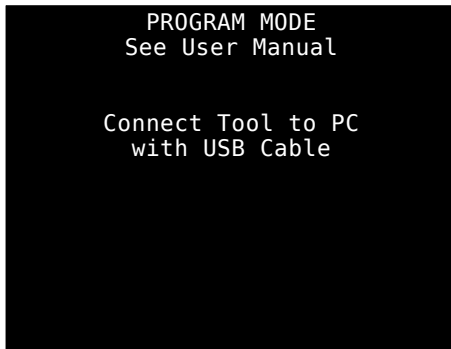 PROGRAM MODE
See User Manual
Connect Tool to PC
with USB Cable